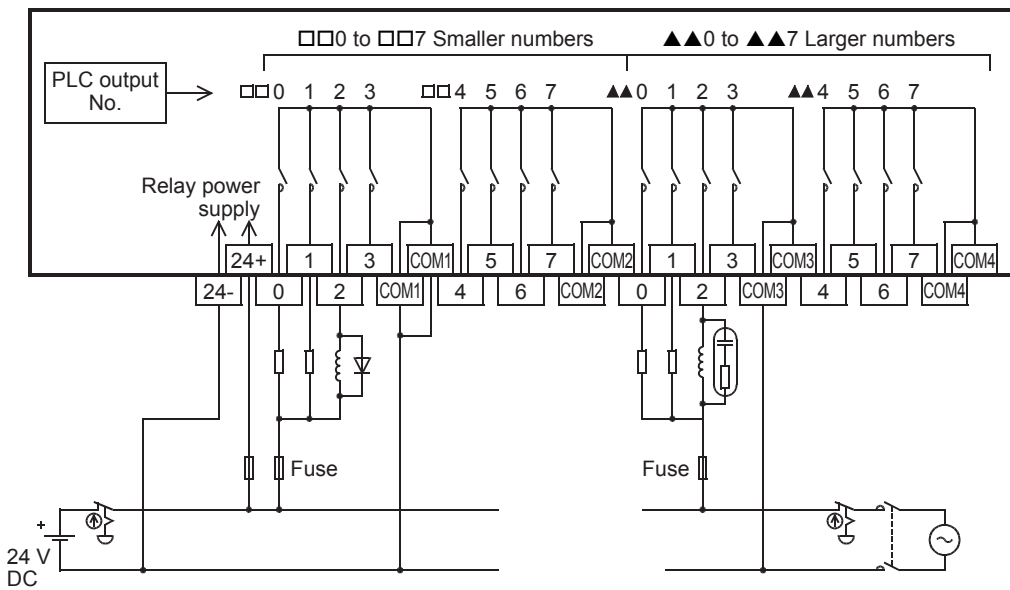 □□0 to □□7 Smaller numbers ▲▲0 to ▲▲7 Larger numbers
PLC output
No.
□□0 1 2 3 □□4 5 6 7 ▲▲0 1 2 3 ▲▲4 5 6 7
Relay power
supply
24+ 1 3 COM1 5 7 COM2 1 3 COM3 5 7 COM4
24- 0 2 COM1 4 6 COM2 0 2 COM3 4 6 COM4
Fuse Fuse
+
24 V
DC